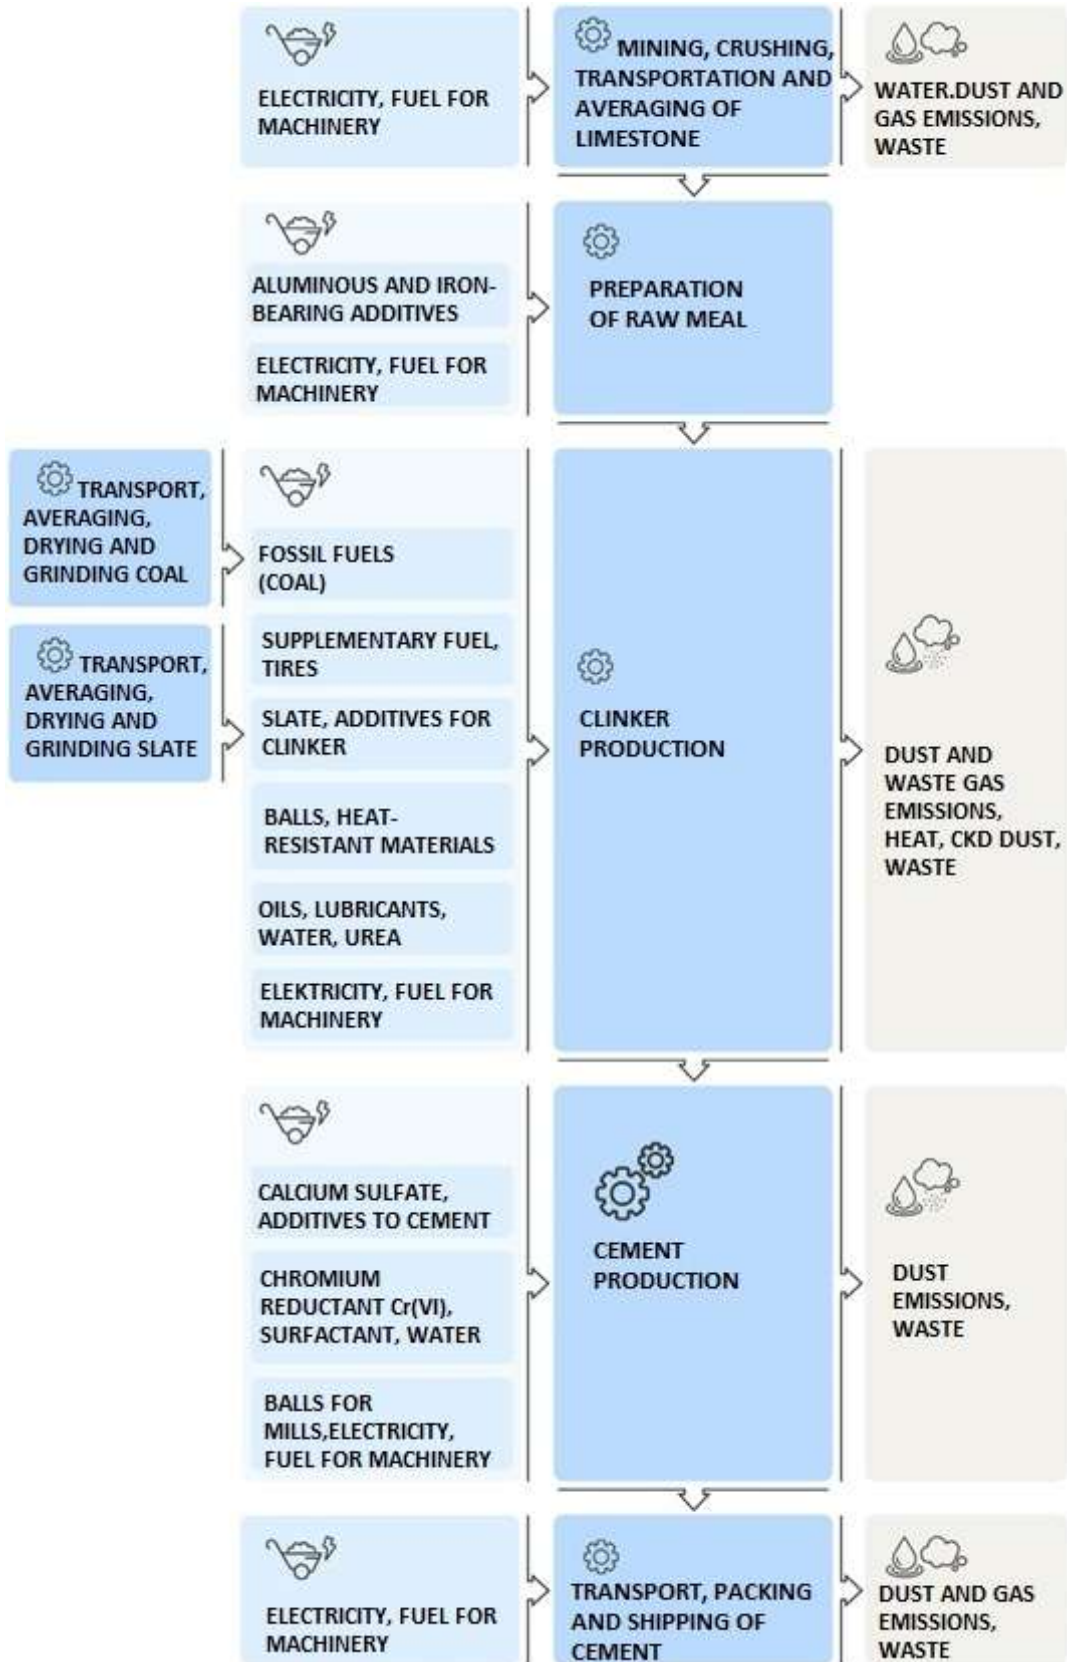 ELECTRICITY, FUEL FOR
MACHINERY
MINING, CRUSHING,
TRANSPORTATION AND
AVERAGING OF
LIMESTONE
WATER.DUST AND
GAS EMISSIONS,
WASTE
ALUMINOUS AND IRON-
BEARING ADDITIVES
ELECTRICITY, FUEL FOR
MACHINERY
PREPARATION
OF RAW MEAL
TRANSPORT,
AVERAGING,
DRYING AND
GRINDING COAL
TRANSPORT,
AVERAGING,
DRYING AND
GRINDING SLATE
FOSSIL FUELS
(COAL)
SUPPLEMENTARY FUEL,
TIRES
SLATE, ADDITIVES FOR
CLINKER
BALLS, HEAT-
RESISTANT MATERIALS
OILS, LUBRICANTS,
WATER, UREA
ELEKTRICITY, FUEL FOR
MACHINERY
CLINKER
PRODUCTION
DUST AND
WASTE GAS
EMISSIONS,
HEAT, CKD DUST,
WASTE
CALCIUM SULFATE,
ADDITIVES TO CEMENT
CHROMIUM
REDUCTANT Cr(VI),
SURFACTANT, WATER
BALLS FOR
MILLS,ELECTRICITY,
FUEL FOR MACHINERY
CEMENT
PRODUCTION
DUST
EMISSIONS,
WASTE
ELECTRICITY, FUEL FOR
MACHINERY
TRANSPORT, PACKING
AND SHIPPING OF
CEMENT
DUST AND GAS
EMISSIONS,
WASTE